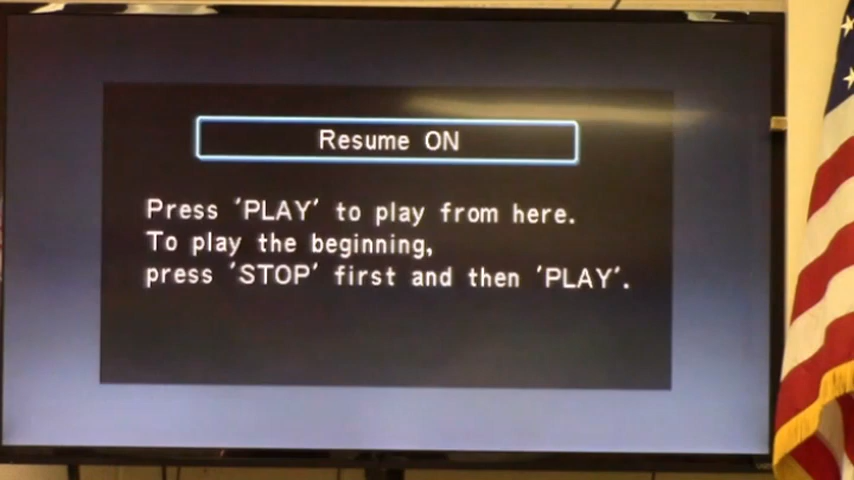 Resume ON
Press 'PLAY' to play from here.
To play the beginning,
press 'STOP' first and then 'PLAY'.